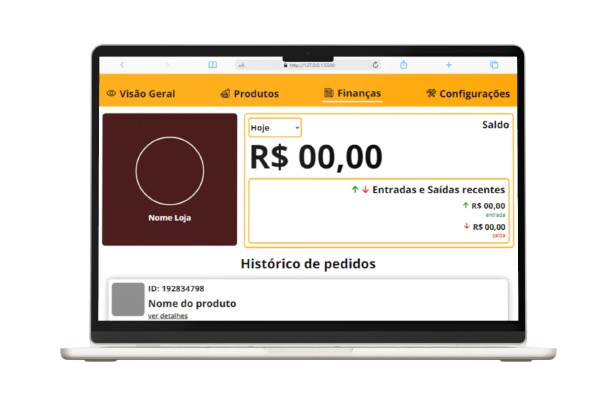 AA http://127.0.0.1:5500
Visão Geral Produtos Finanças Configurações
Hoje
Saldo
R$ 00,00
Entradas e Saídas recentes
R$ 00,00
entrada
R$ 00,00
saída
Nome Loja
Histórico de pedidos
ID: 192834798
Nome do produto
ver detalhes